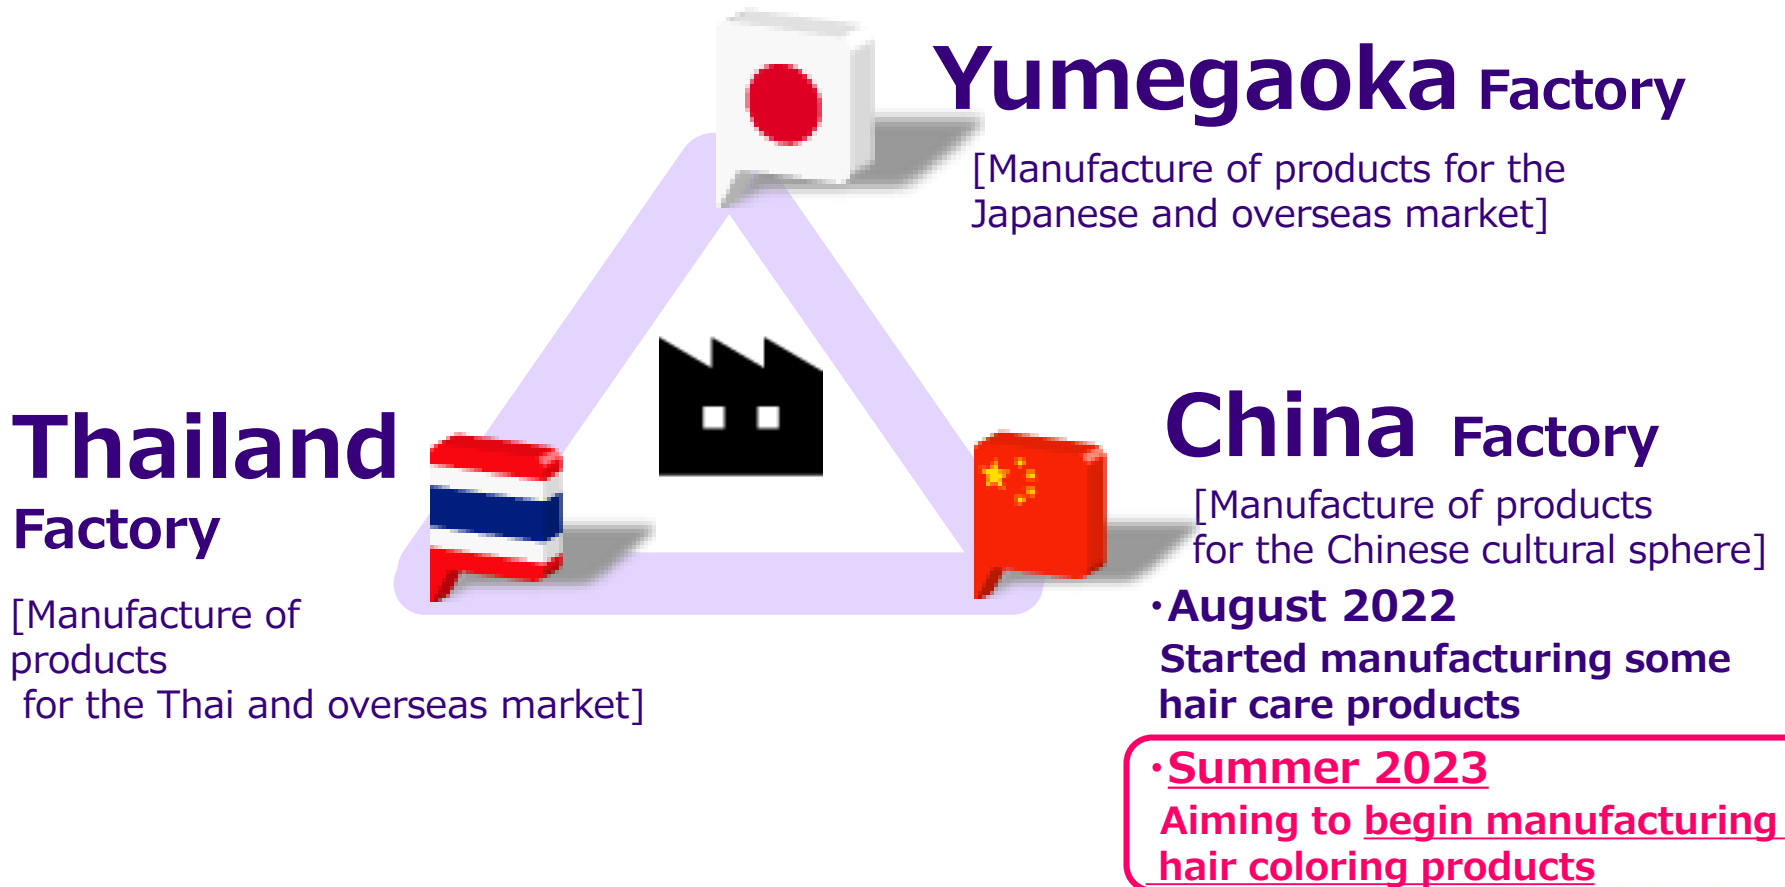 Yumegaoka Factory
[Manufacture of products for the
Japanese and overseas market]
Thailand
Factory
[Manufacture of
products
for the Thai and overseas market]
China Factory
[Manufacture of products
for the Chinese cultural sphere]
・August 2022
Started manufacturing some
hair care products
・Summer 2023
Aiming to begin manufacturing
hair coloring products